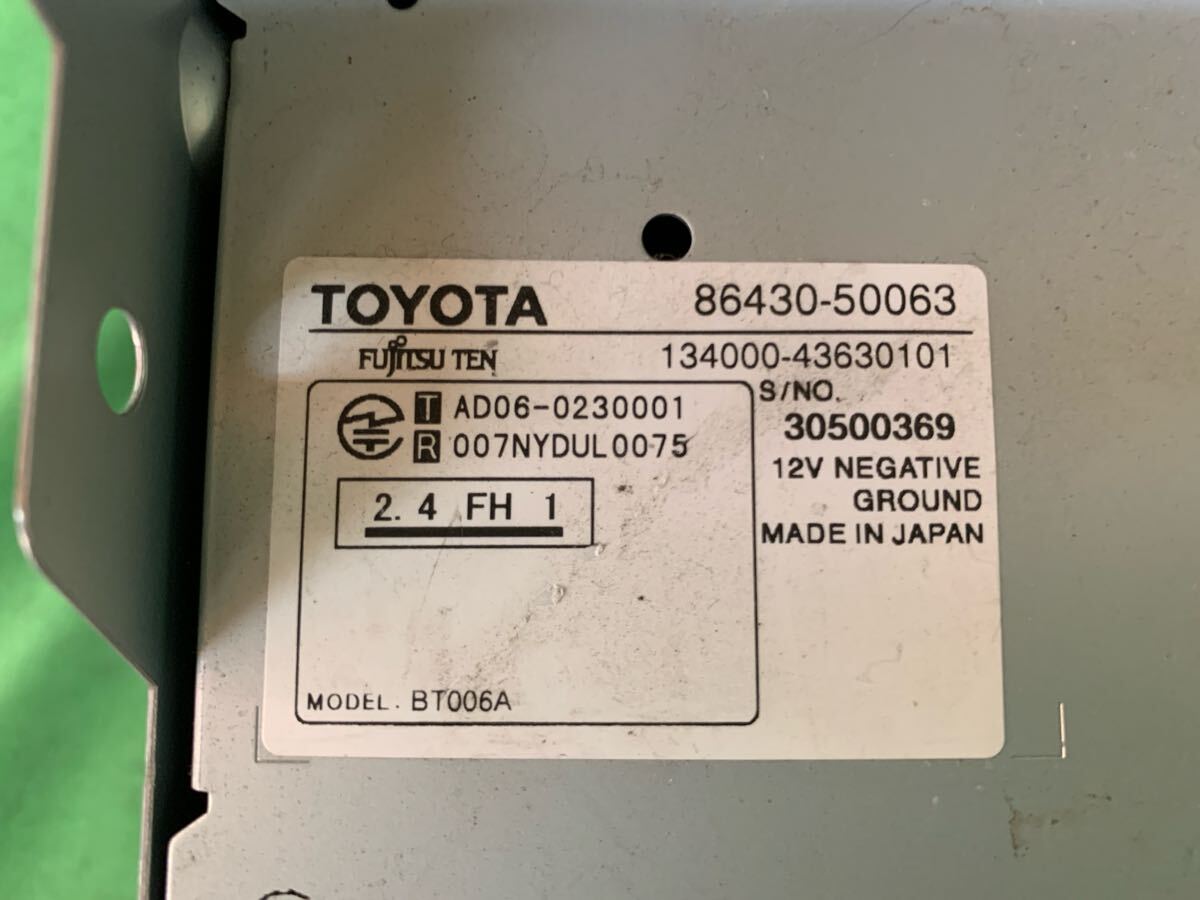 TOYOTA 86430-50063
FUJITSU TEN 134000-43630101
T AD06-0230001
R 007NYDUL0075
2.4 FH 1
MODEL. BT006A
S/NO.
30500369
12V NEGATIVE
GROUND
MADE IN JAPAN